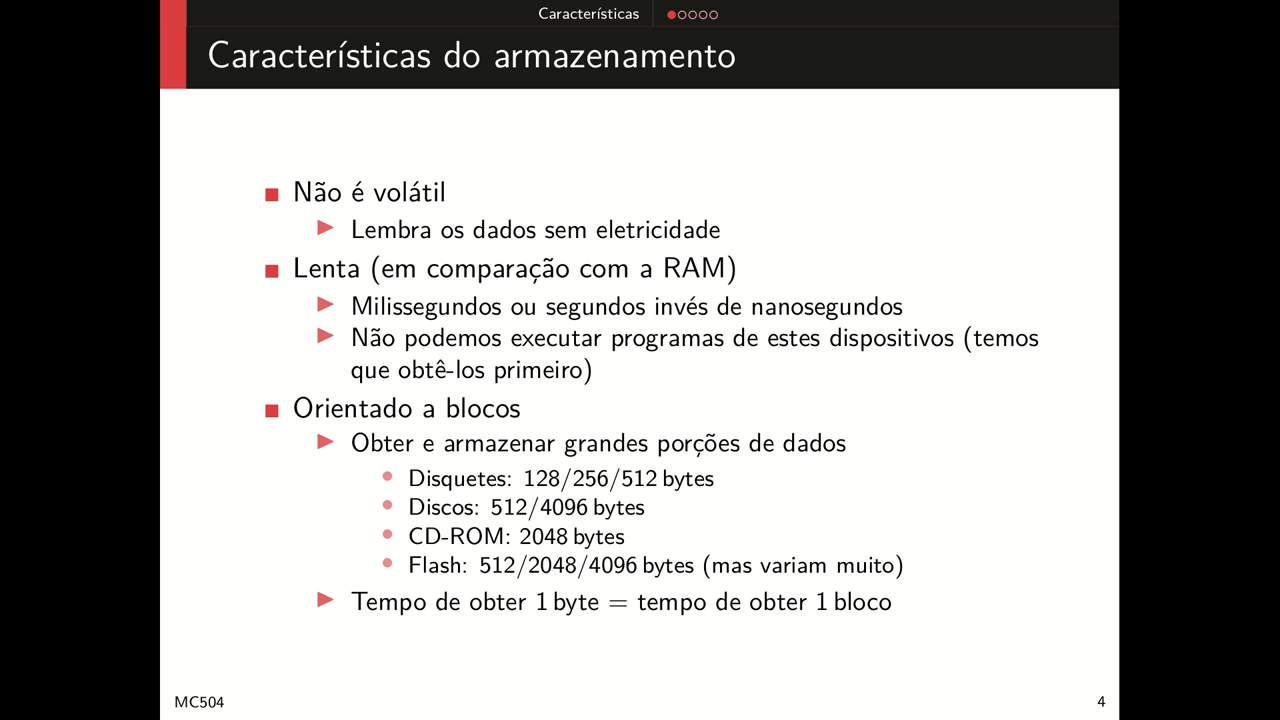 Características
Características do armazenamento
Não é volátil
Lembra os dados sem eletricidade
Lenta (em comparação com a RAM)
Milissegundos ou segundos invés de nanosegundos
Não podemos executar programas de estes dispositivos (temos
que obtê-los primeiro)
Orientado a blocos
Obter e armazenar grandes porções de dados
Disquetes: 128/256/512 bytes
Discos: 512/4096 bytes
CD-ROM: 2048 bytes
Flash: 512/2048/4096 bytes (mas variam muito)
Tempo de obter 1 byte = tempo de obter 1 bloco
MC504
4